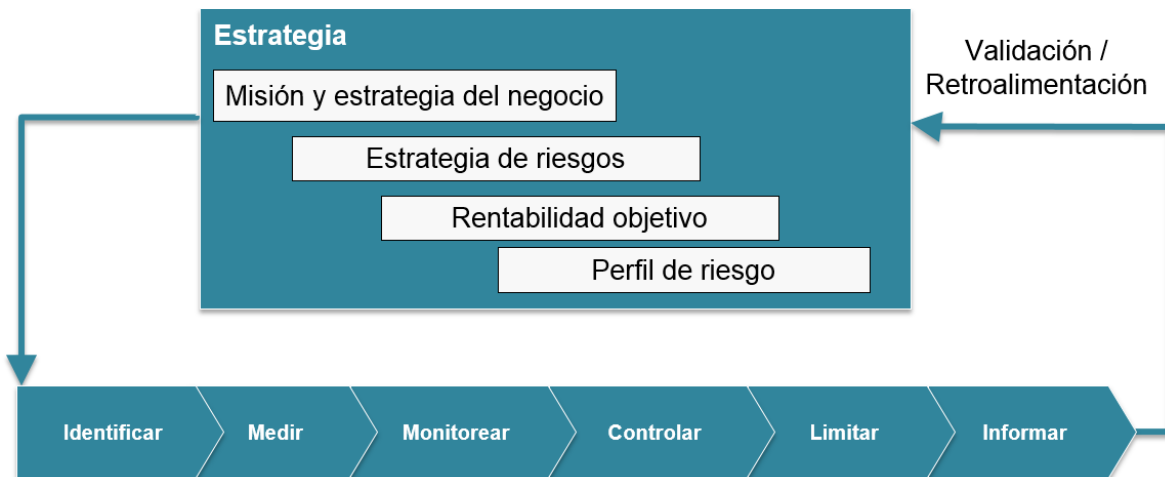 Estrategia
Misión y estrategia del negocio
Estrategia de riesgos
Rentabilidad objetivo
Perfil de riesgo
Validación /
Retroalimentación
Identificar
Medir
Monitorear
Controlar
Limitar
Informar